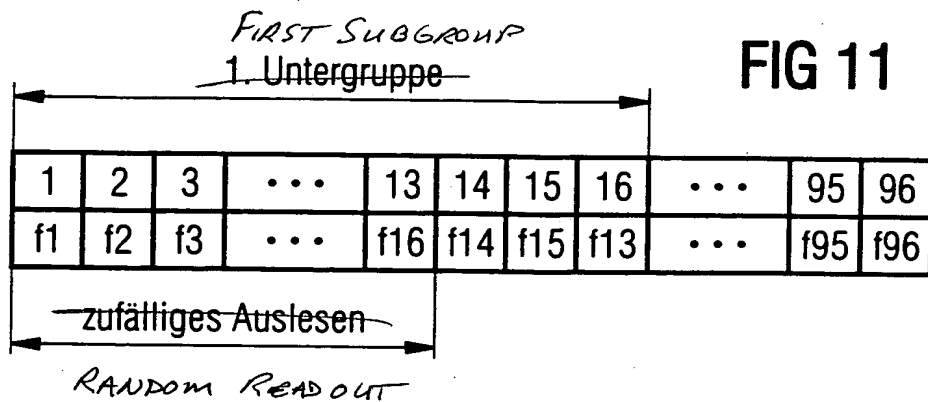 FIRST SUBGROUP
1. Untergruppe
FIG 11
1 2 3 ••• 13 14 15 16 ••• 95 96
f1 f2 f3 ••• f16 f14 f15 f13 ••• f95 f96
zufälliges Auslesen
RANDOM READOUT